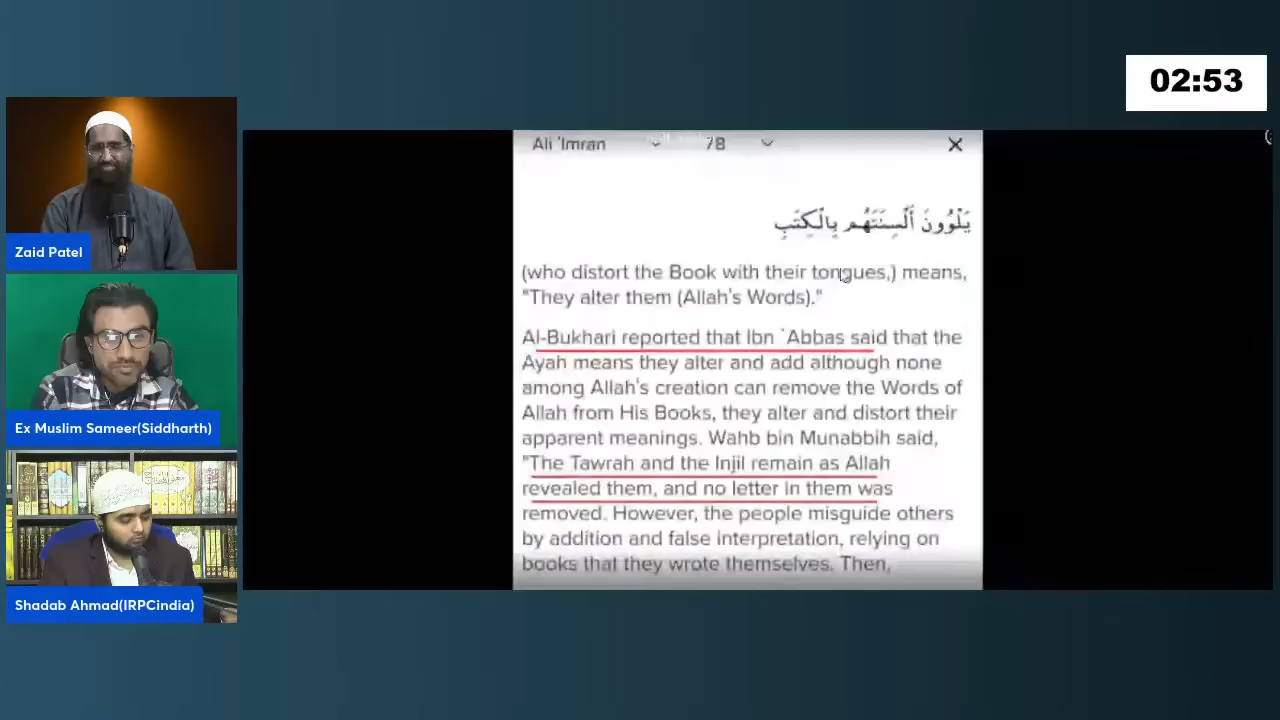 02:53
Zaid Patel
Ex Muslim Sameer(Siddharth)
Shadab Ahmad(IRPCindia)
Ali 'Imran 78
يَلْوُونَ أَلْسِنَتَهُم بِالْكِتَبِ
(who distort the Book with their tongues,) means,
"They alter them (Allah's Words)."
Al-Bukhari reported that Ibn `Abbas said that the
Ayah means they alter and add although none
among Allah's creation can remove the Words of
Allah from His Books, they alter and distort their
apparent meanings. Wahb bin Munabbih said,
"The Tawrah and the Injil remain as Allah
revealed them, and no letter in them was
removed. However, the people misguide others
by addition and false interpretation, relying on
books that they wrote themselves. Then,